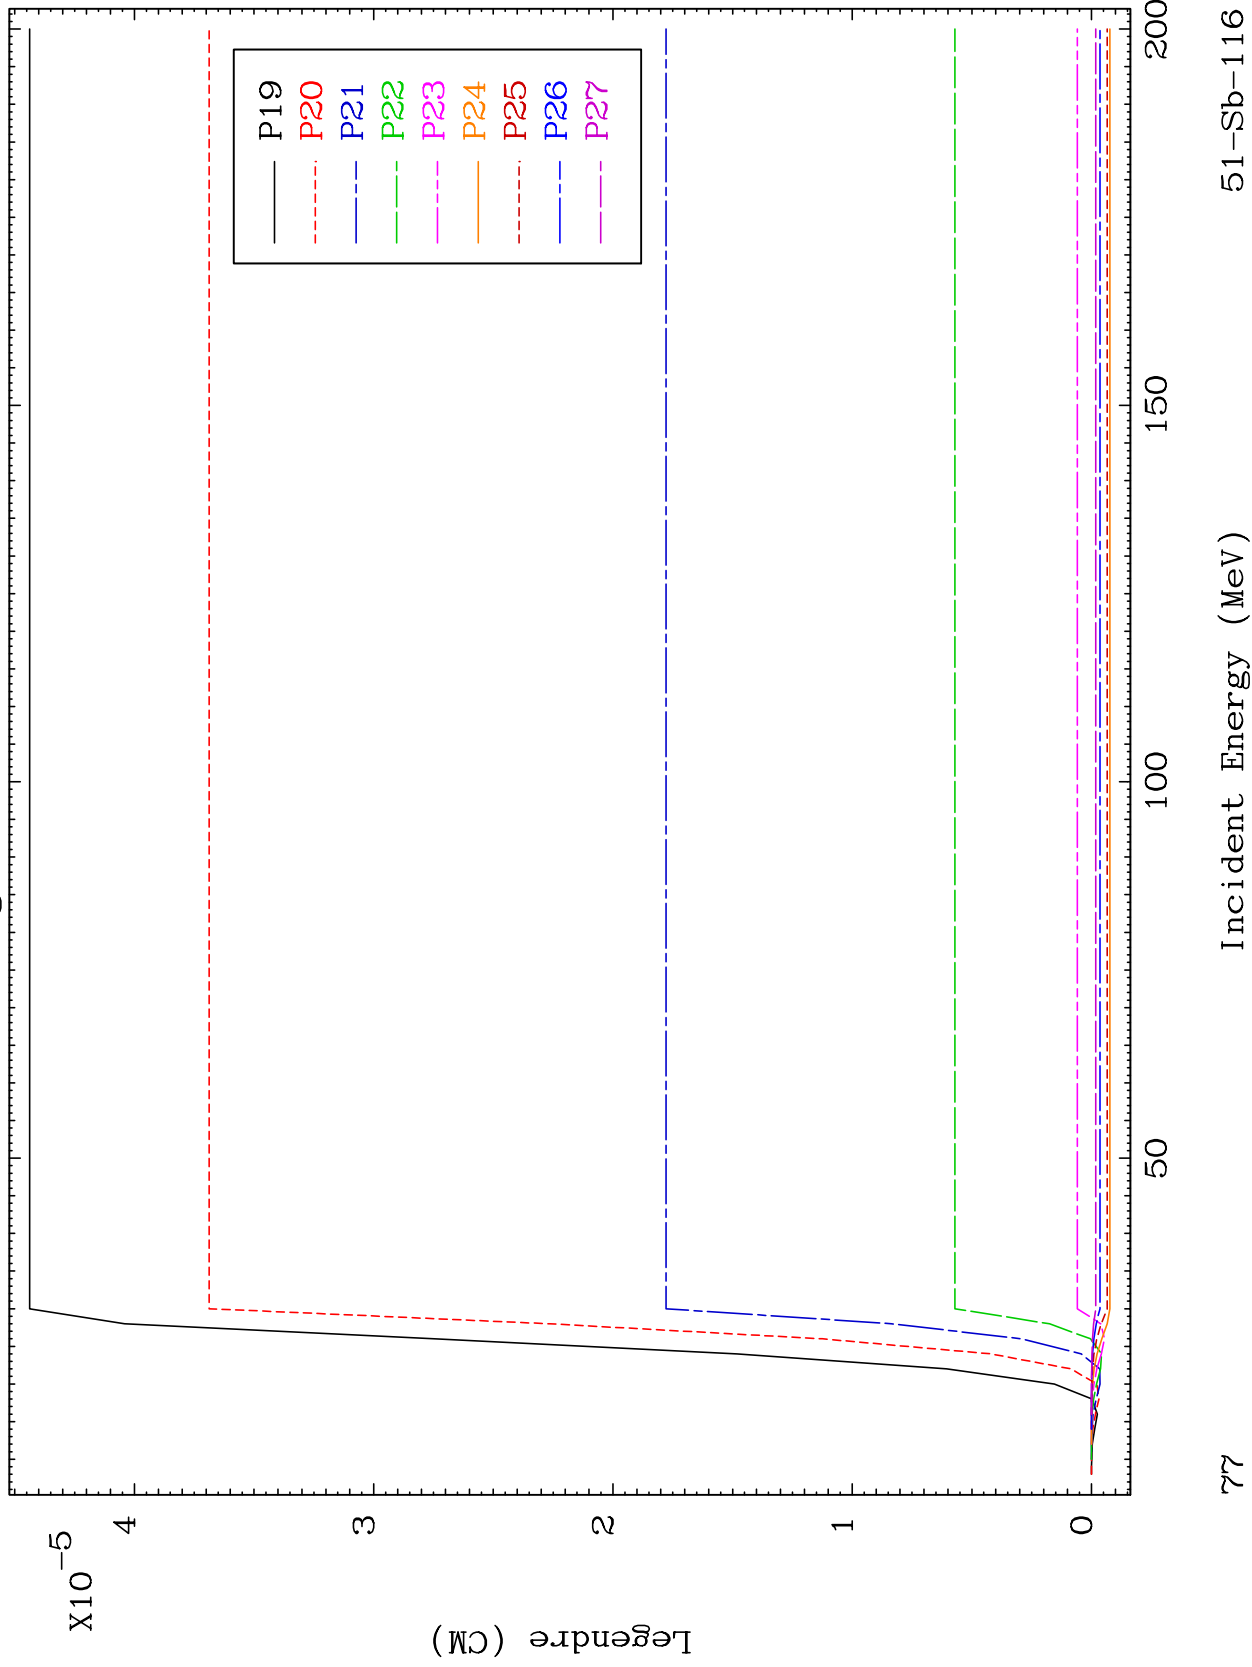 X10-5
Legendre (CM)
4
3
2
1
0
50
100
150
200
P19
P20
P21
P22
P23
P24
P25
P26
P27
Incident Energy (MeV)
77
51-Sb-116